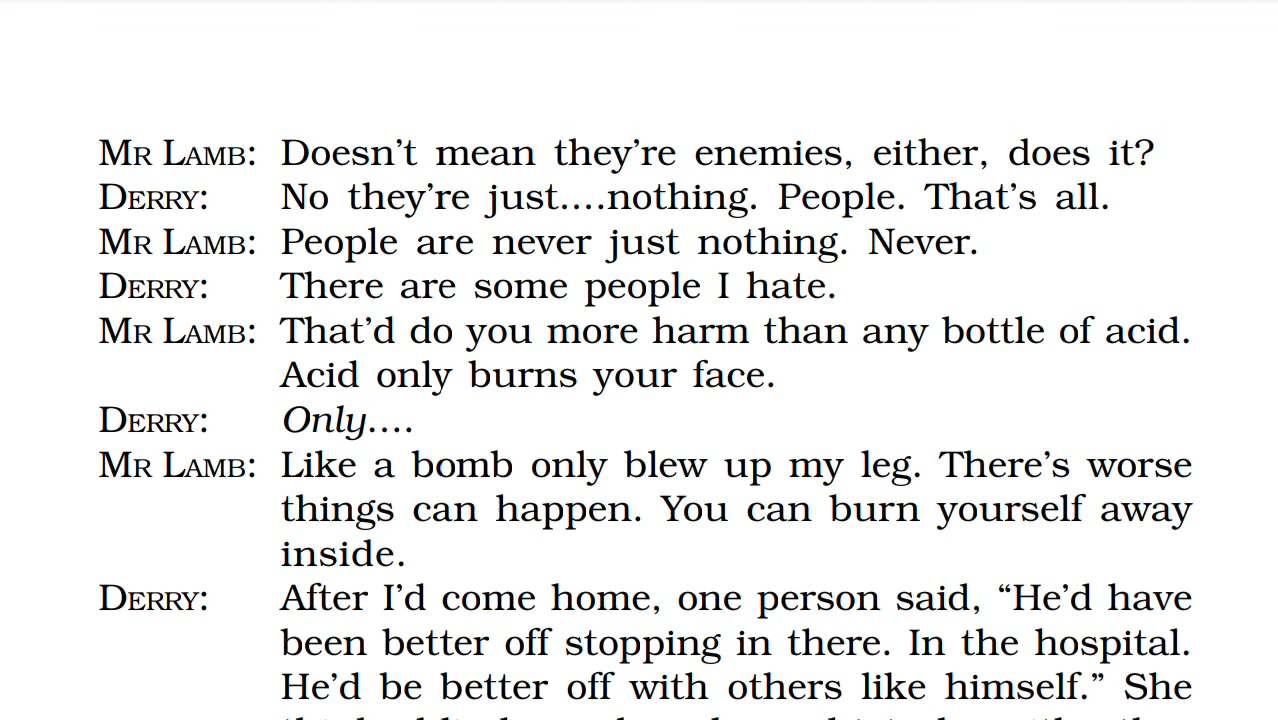 Mr Lamb: Doesn’t mean they’re enemies, either, does it?
Derry: No they’re just....nothing. People. That’s all.
Mr Lamb: People are never just nothing. Never.
Derry: There are some people I hate.
Mr Lamb: That’d do you more harm than any bottle of acid.
Acid only burns your face.
Derry: Only....
Mr Lamb: Like a bomb only blew up my leg. There’s worse
things can happen. You can burn yourself away
inside.
Derry: After I’d come home, one person said, “He’d have
been better off stopping in there. In the hospital.
He’d be better off with others like himself.” She